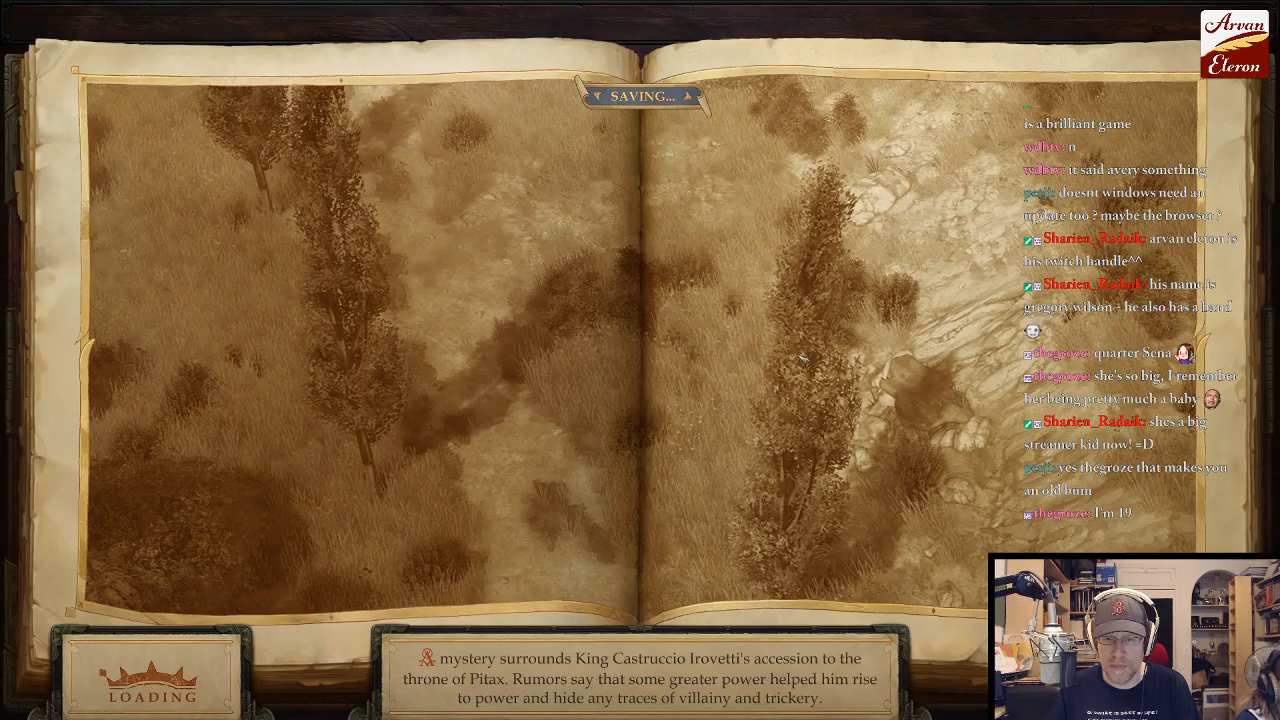 Arvan
Eleron
SAVING...
is a brilliant game
wdbtv: n
wdbtv: it said avery something
doesnt windows need an
update too ? maybe the browser ?
Sharien_Radaik: arvan eleron is
his twitch handle^^
Sharien_Radaik: his name is
gregory wilson - he also has a band
thegroze: quarter Sena
thegroze: she's so big, I remember
her being pretty much a baby
Sharien_Radaik: shes a big
streamer kid now! =D
yes thegroze that makes you
an old bum
thegroze: I'm 19
LOADING
A mystery surrounds King Castruccio Irovetti's accession to the
throne of Pitax. Rumors say that some greater power helped him rise
to power and hide any traces of villainy and trickery.
B